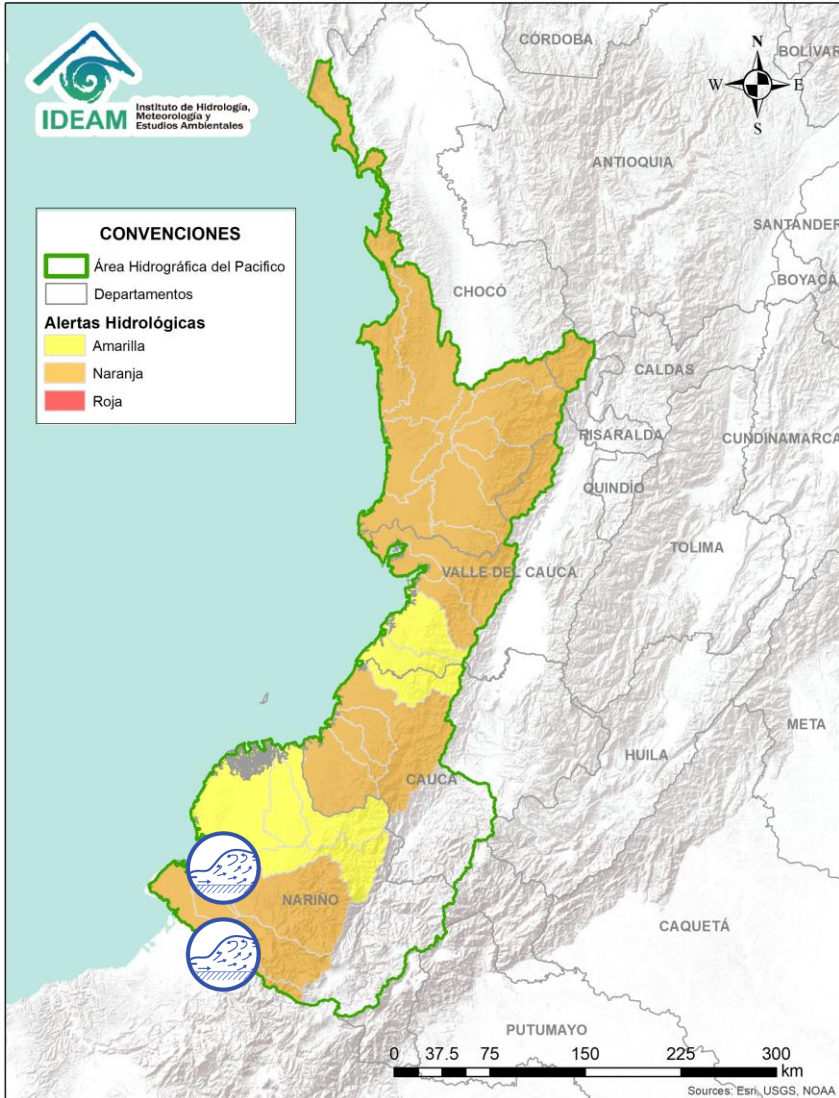 IDEAM
Instituto de Hidrología,
Meteorología y
Estudios Ambientales
CÓRDOBA
BOLÍVAR
N
W
E
S
ANTIOQUIA
SANTANDER
BOYACÁ
CONVENCIONES
Área Hidrográfica del Pacifico
Departamentos
Alertas Hidrológicas
Amarilla
Naranja
Roja
CHOCÓ
CALDAS
RISARALDA
CUNDINAMARCA
QUINDÍO
TOLIMA
VALLE DEL CAUCA
META
HUILA
CAUCA
NARIÑO
CAQUETÁ
PUTUMAYO
0 37.5 75 150 225 300
km
Sources: Esri, USGS, NOAA